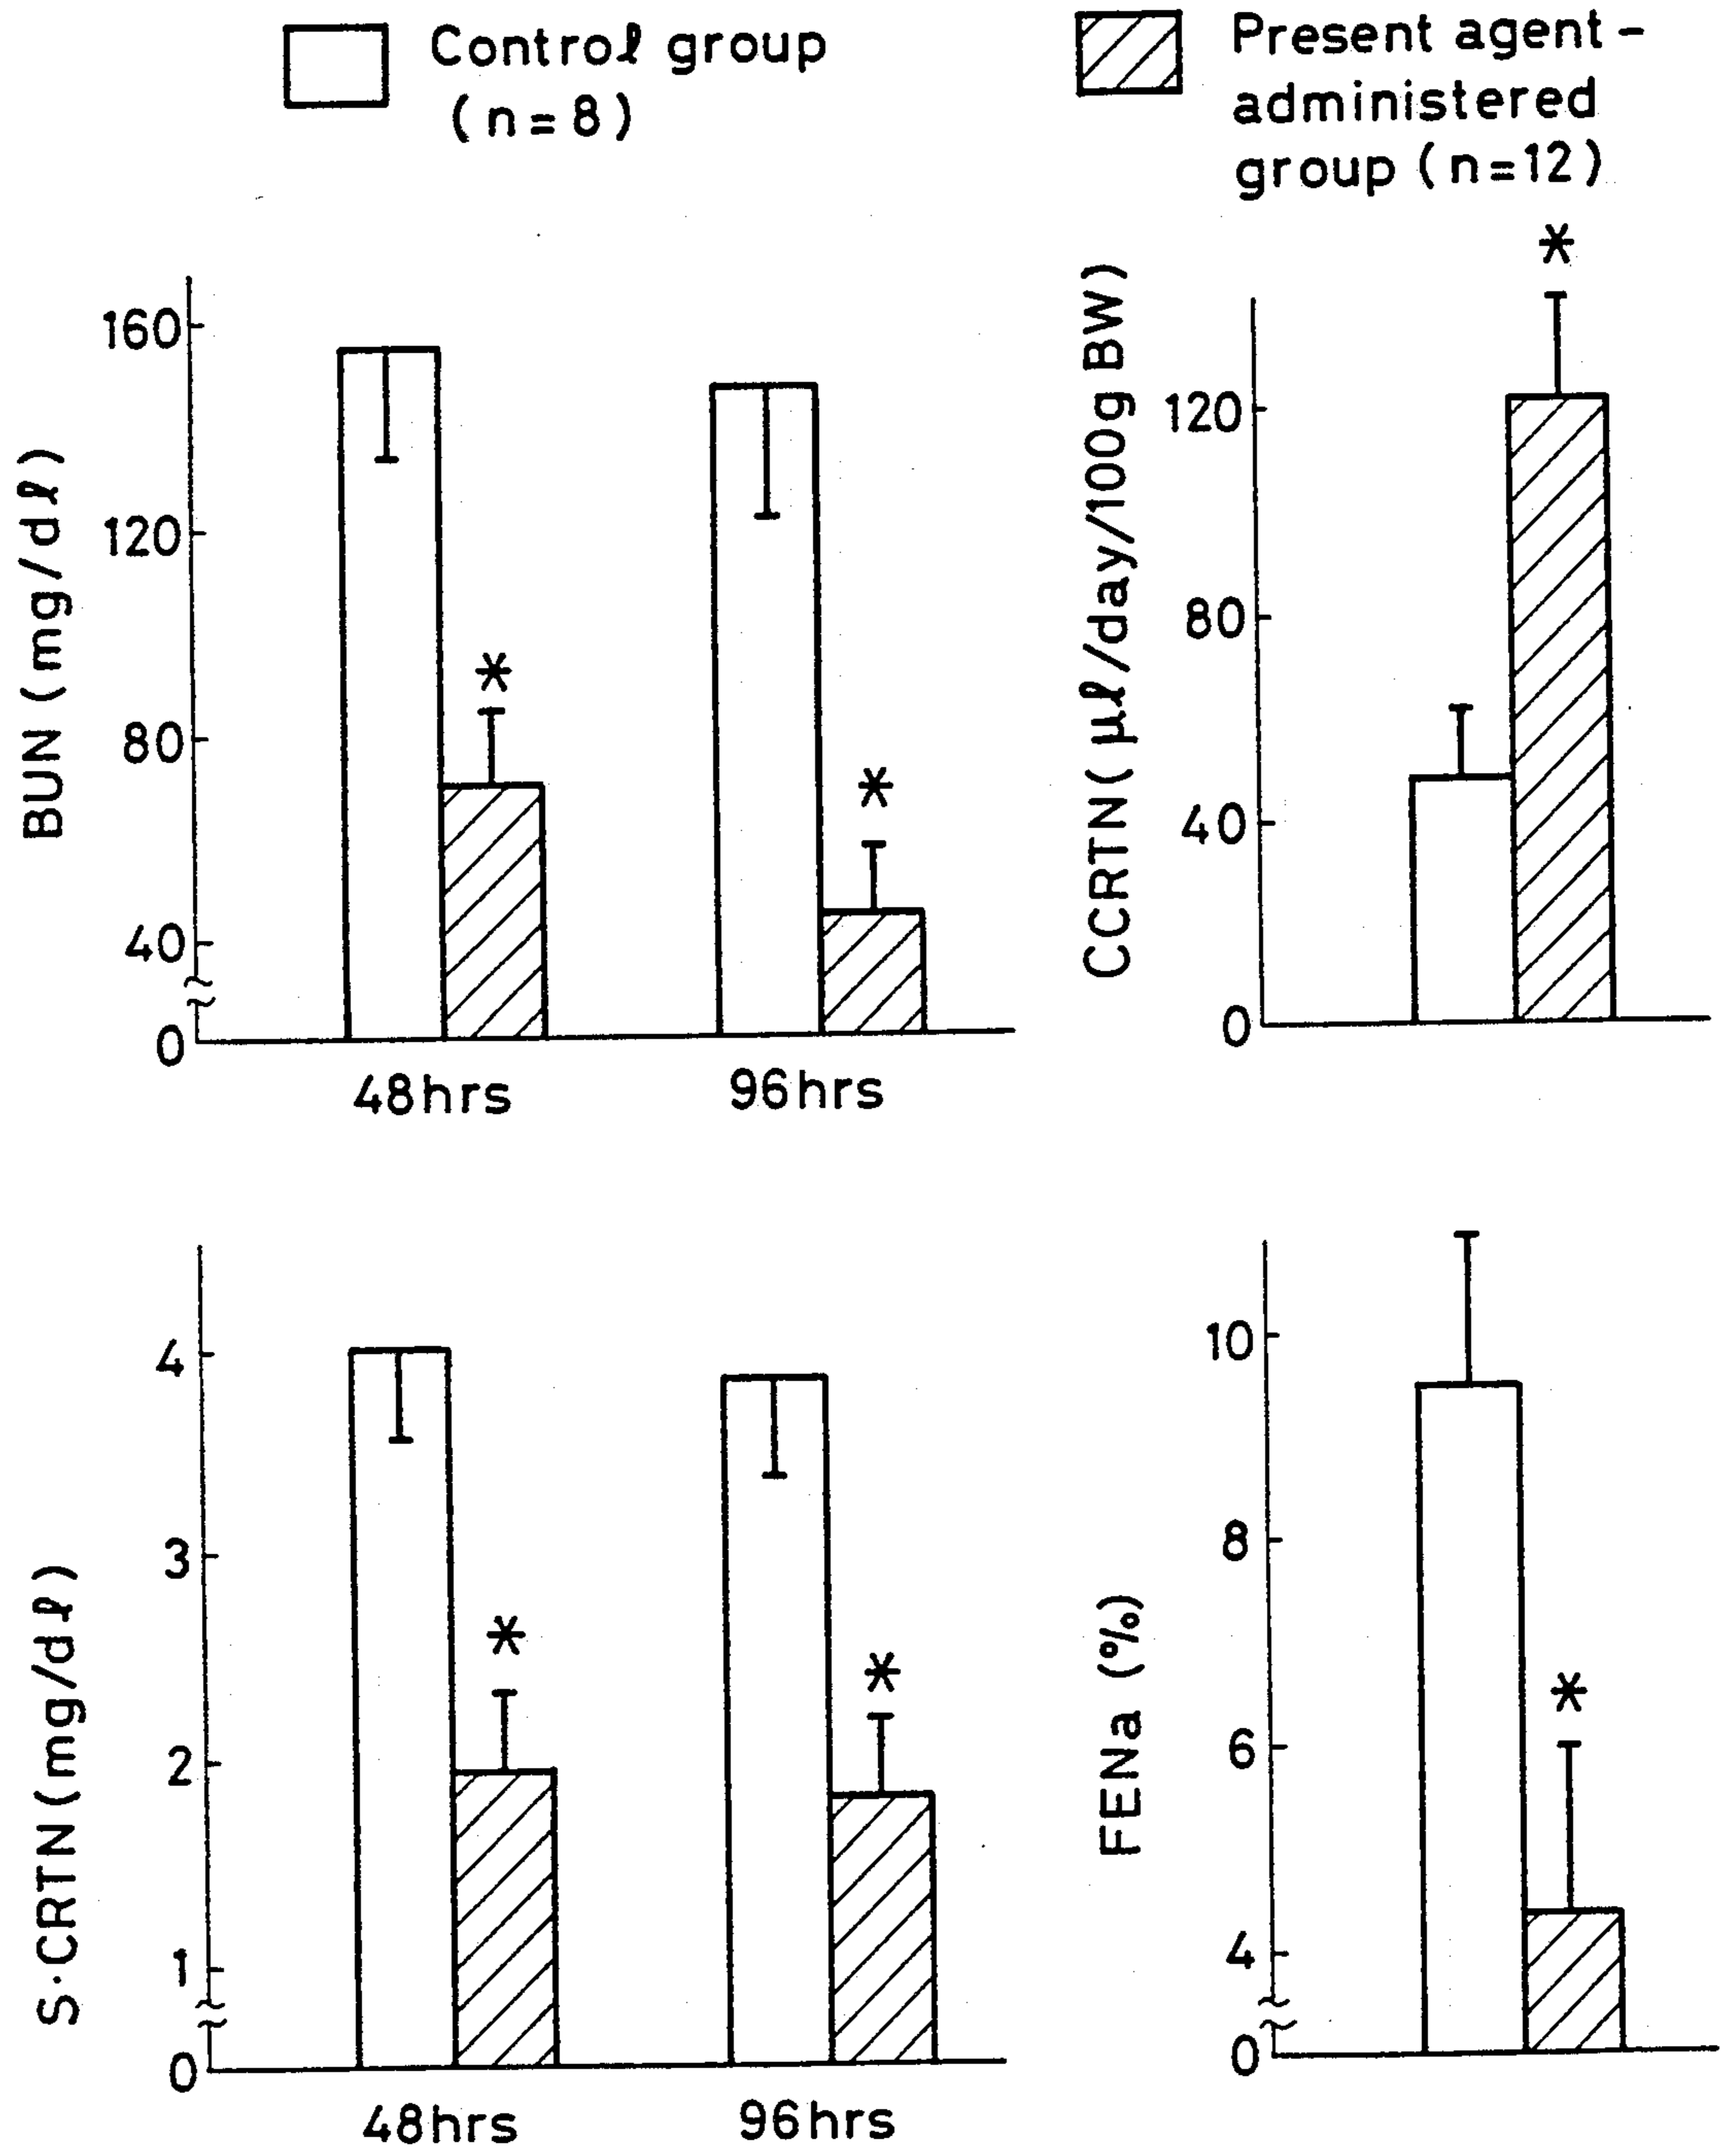 Control group
(n=8)
Present agent-
administered
group (n=12)
BUN (mg/dℓ)
160
120
80
40
0
*
*
48hrs
96hrs
CCRTN(μℓ/day/100g BW)
120
80
40
0
*
S·CRTN(mg/dℓ)
4
3
2
1
0
*
*
48hrs
96hrs
FENa (%)
10
8
6
4
0
*